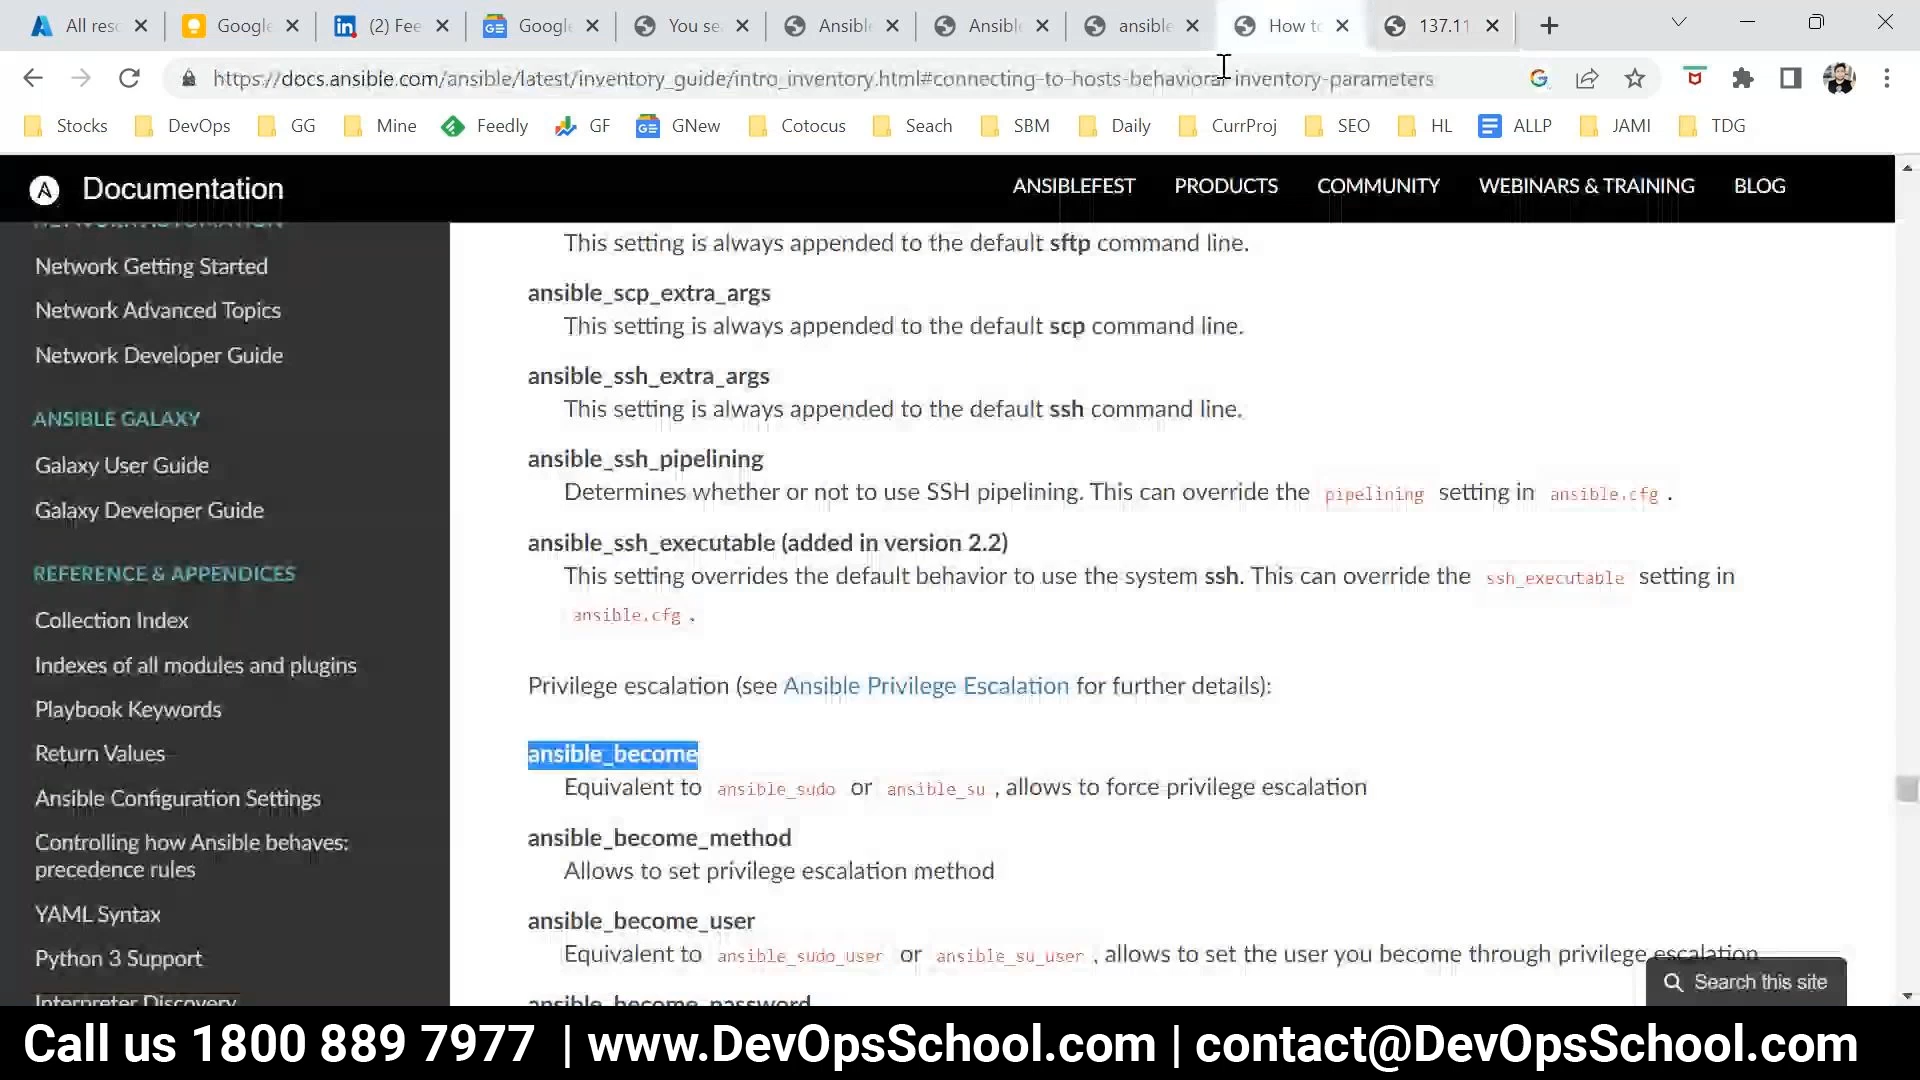 All reso
Google
(2) Fee
Google
You se
Ansible
Ansible
ansible
How to
137.11
https://docs.ansible.com/ansible/latest/inventory_guide/intro_inventory.html#connecting-to-hosts-behavioral-inventory-parameters
Stocks DevOps GG Mine Feedly GF GNew Cotocus Seach SBM Daily CurrProj SEO HL ALLP JAMI TDG
Documentation
ANSIBLEFEST PRODUCTS COMMUNITY WEBINARS & TRAINING BLOG
NETWORK AUTOMATION
Network Getting Started
Network Advanced Topics
Network Developer Guide
ANSIBLE GALAXY
Galaxy User Guide
Galaxy Developer Guide
REFERENCE & APPENDICES
Collection Index
Indexes of all modules and plugins
Playbook Keywords
Return Values
Ansible Configuration Settings
Controlling how Ansible behaves:
precedence rules
YAML Syntax
Python 3 Support
Interpreter Discovery
This setting is always appended to the default sftp command line.
ansible_scp_extra_args
This setting is always appended to the default scp command line.
ansible_ssh_extra_args
This setting is always appended to the default ssh command line.
ansible_ssh_pipelining
Determines whether or not to use SSH pipelining. This can override the pipelining setting in ansible.cfg .
ansible_ssh_executable (added in version 2.2)
This setting overrides the default behavior to use the system ssh. This can override the ssh_executable setting in
ansible.cfg .
Privilege escalation (see Ansible Privilege Escalation for further details):
ansible_become
Equivalent to ansible_sudo or ansible_su , allows to force privilege escalation
ansible_become_method
Allows to set privilege escalation method
ansible_become_user
Equivalent to ansible_sudo_user or ansible_su_user , allows to set the user you become through privilege escalation
ansible_become_password
Search this site
Call us 1800 889 7977 | www.DevOpsSchool.com | contact@DevOpsSchool.com